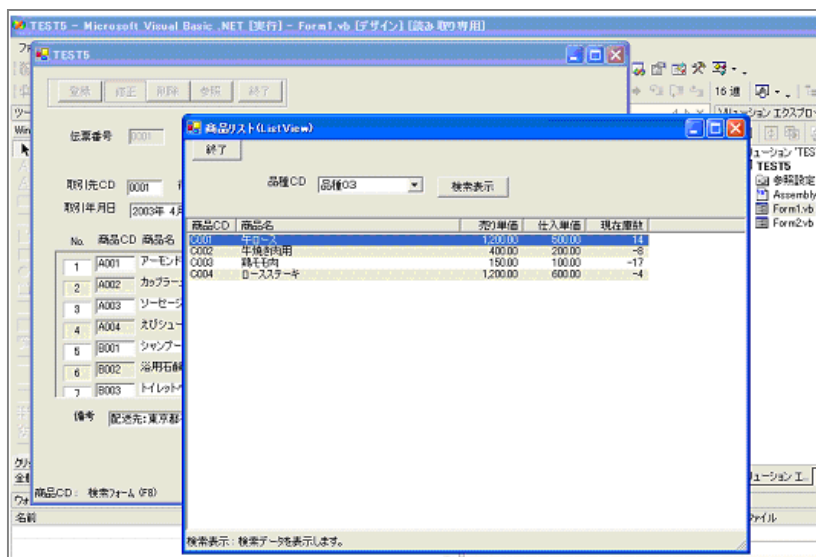 TEST5 - Microsoft Visual Basic .NET [実行] - Form1.vb [デザイン] [読み取り専用]
TEST5
登録 修正 削除 参照 終了
16 進
伝票番号 0001
取引先CD 0001
取引年月日 2003年 4月
No. 商品CD 商品名
1 A001 アーモンド
2 A002 カップラー
3 A003 ソーセージ
4 A004 えびシュー
5 B001 シャンプー
6 B002 浴用石鹸
7 B003 トイレット
備考 配送先:東京都
商品CD : 検索フォーム (F8)
商品リスト(ListView)
終了
品種CD 品種03 検索表示
商品CD 商品名 売り単価 仕入単価 現在庫数
C001 牛ロース 1,200.00 500.00 14
C002 牛焼き肉用 400.00 200.00 -8
C003 鶏モモ肉 150.00 100.00 -17
C004 ロースステーキ 1,200.00 600.00 -4
検索表示 : 検索データを表示します。
ソリューション エクスプロ
ューション 'TES
TEST5
参照設定
Assembly
Form1.vb
Form2.vb
ューション エ...
名前
ファイル